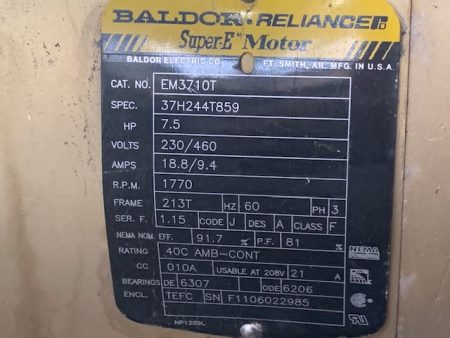 BALDOR·RELIANCER
Super-E™ Motor
BALDOR ELECTRIC CO FT. SMITH, AR. MFG. IN U.S.A.
CAT. NO. EM3710T
SPEC. 37H244T859
HP 7.5
VOLTS 230/460
AMPS 18.8/9.4
R.P.M. 1770
FRAME 213T HZ 60 PH 3
SER. F. 1.15 CODE J DES A CLASS F
NEMA NOM. EFF. 91.7 % P.F. 81 %
RATING 40C AMB-CONT NEMA
CC 010A USABLE AT 208V 21 A
BEARINGS DE 6307 ODE 6206
ENCL. TEFC SN F1106022985